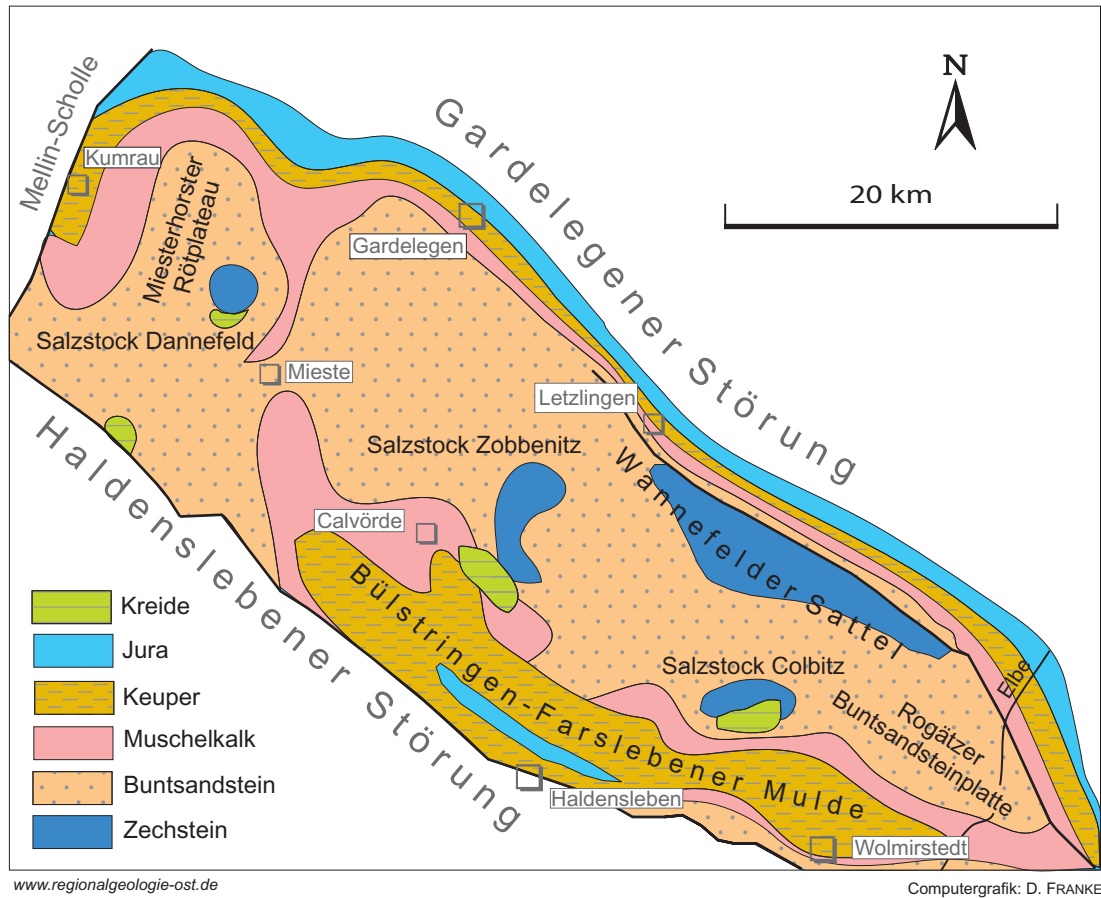 N
20 km
Mellin-Scholle
Kumrau
Miesterhorster
Rötplateau
Gardelegener Störung
Gardelegen
Salzstock Dannefeld
Mieste
Letzlingen
Salzstock Zobbenitz
Wannefelder Sattel
Haldenslebener Störung
Calvörde
Bülstringen-Farslebener Mulde
Salzstock Colbitz
Elbe
Rogätzer
Buntsandsteinplatte
Haldensleben
Wolmirstedt
Kreide
Jura
Keuper
Muschelkalk
Buntsandstein
Zechstein
www.regionalgeologie-ost.de
Computergrafik: D. FRANKE